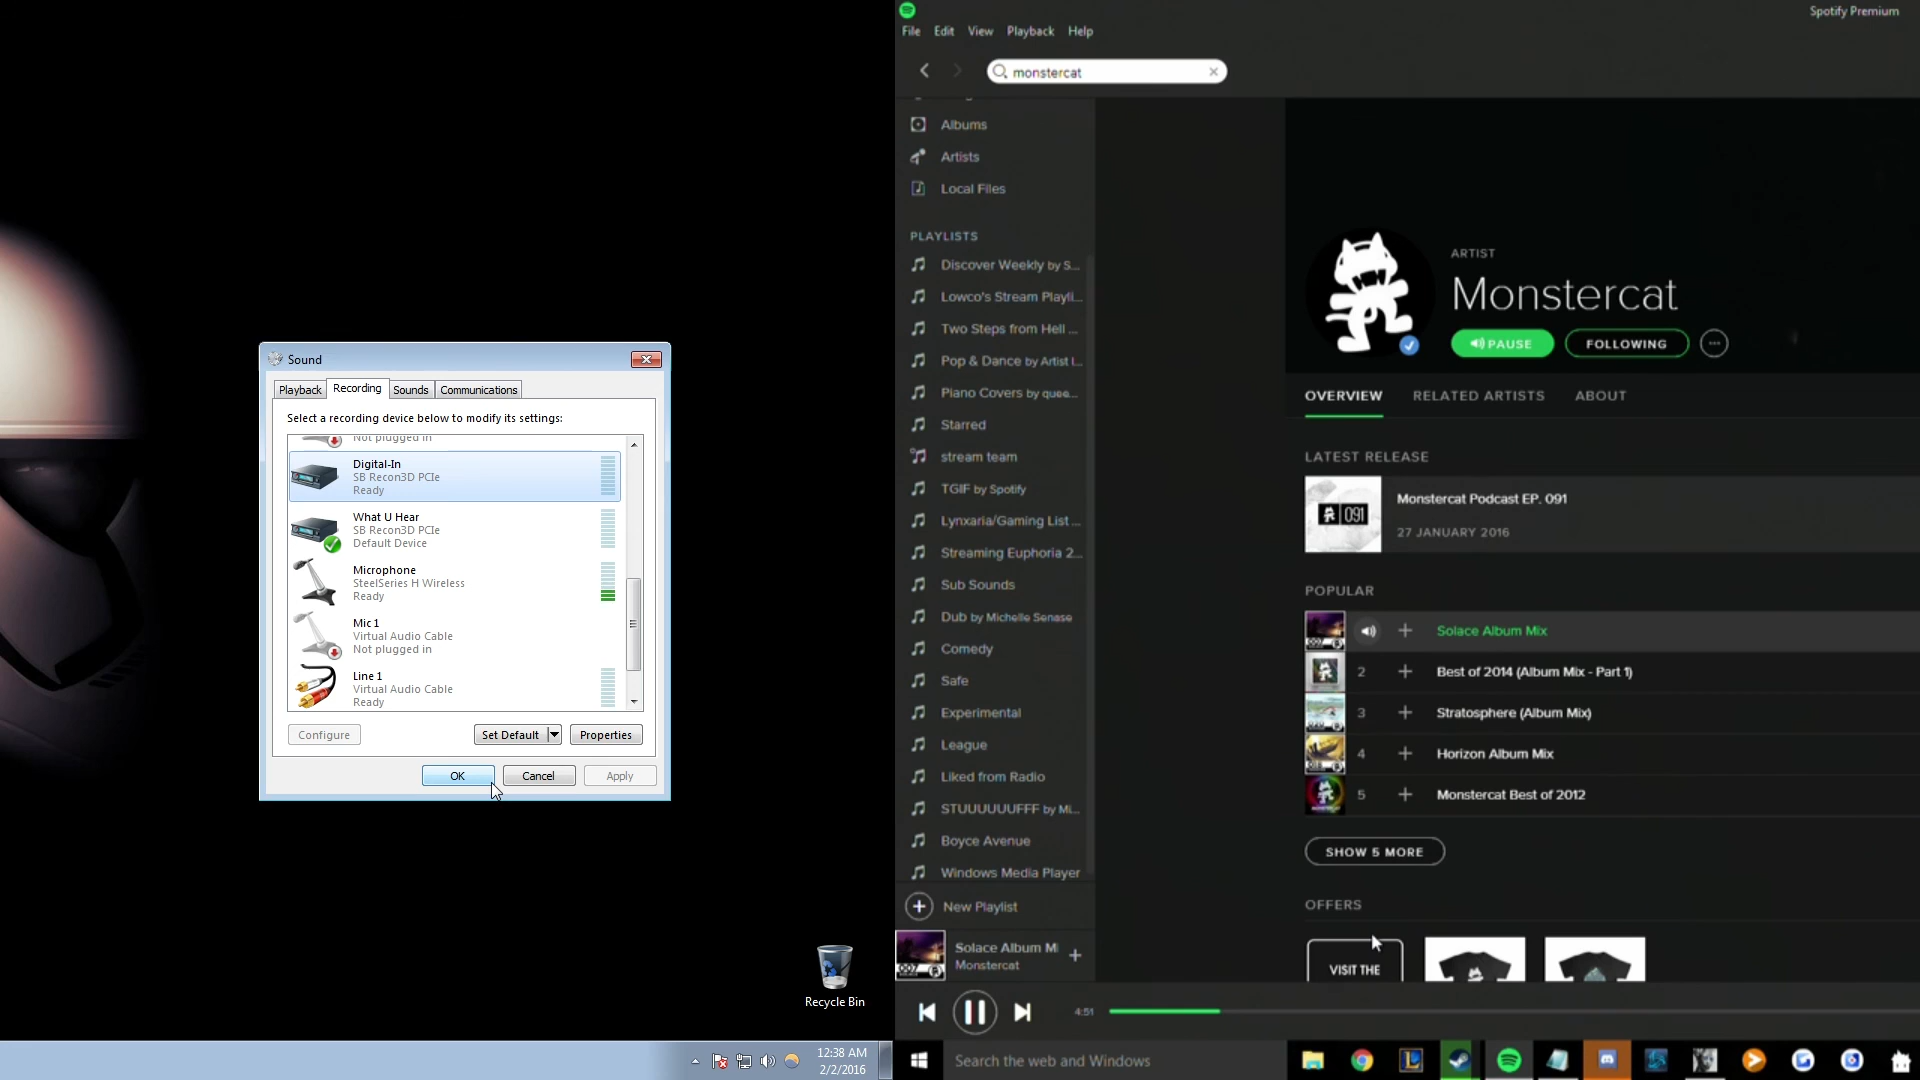 Sound
Playback
Recording
Sounds
Communications
Select a recording device below to modify its settings:
Not plugged in
Digital-In
SB Recon3D PCIe
Ready
What U Hear
SB Recon3D PCIe
Default Device
Microphone
SteelSeries H Wireless
Ready
Mic 1
Virtual Audio Cable
Not plugged in
Line 1
Virtual Audio Cable
Ready
Configure
Set Default
Properties
OK
Cancel
Apply
Recycle Bin
12:38 AM
2/2/2016
Spotify Premium
File Edit View Playback Help
monstercat
Albums
Artists
Local Files
PLAYLISTS
Discover Weekly by S...
Lowco's Stream Playli...
Two Steps from Hell ...
Pop & Dance by Artist I...
Piano Covers by quee...
Starred
stream team
TGIF by Spotify
Lynxaria/Gaming List ...
Streaming Euphoria 2...
Sub Sounds
Dub by Michelle Senase
Comedy
Safe
Experimental
League
Liked from Radio
STUUUUUUFFF by Mi...
Boyce Avenue
Windows Media Player
New Playlist
Solace Album Mi
Monstercat
ARTIST
Monstercat
PAUSE
FOLLOWING
OVERVIEW
RELATED ARTISTS
ABOUT
LATEST RELEASE
091
Monstercat Podcast EP. 091
27 JANUARY 2016
POPULAR
Solace Album Mix
2 Best of 2014 (Album Mix - Part 1)
3 Stratosphere (Album Mix)
4 Horizon Album Mix
5 Monstercat Best of 2012
SHOW 5 MORE
OFFERS
VISIT THE
007
4:51
Search the web and Windows